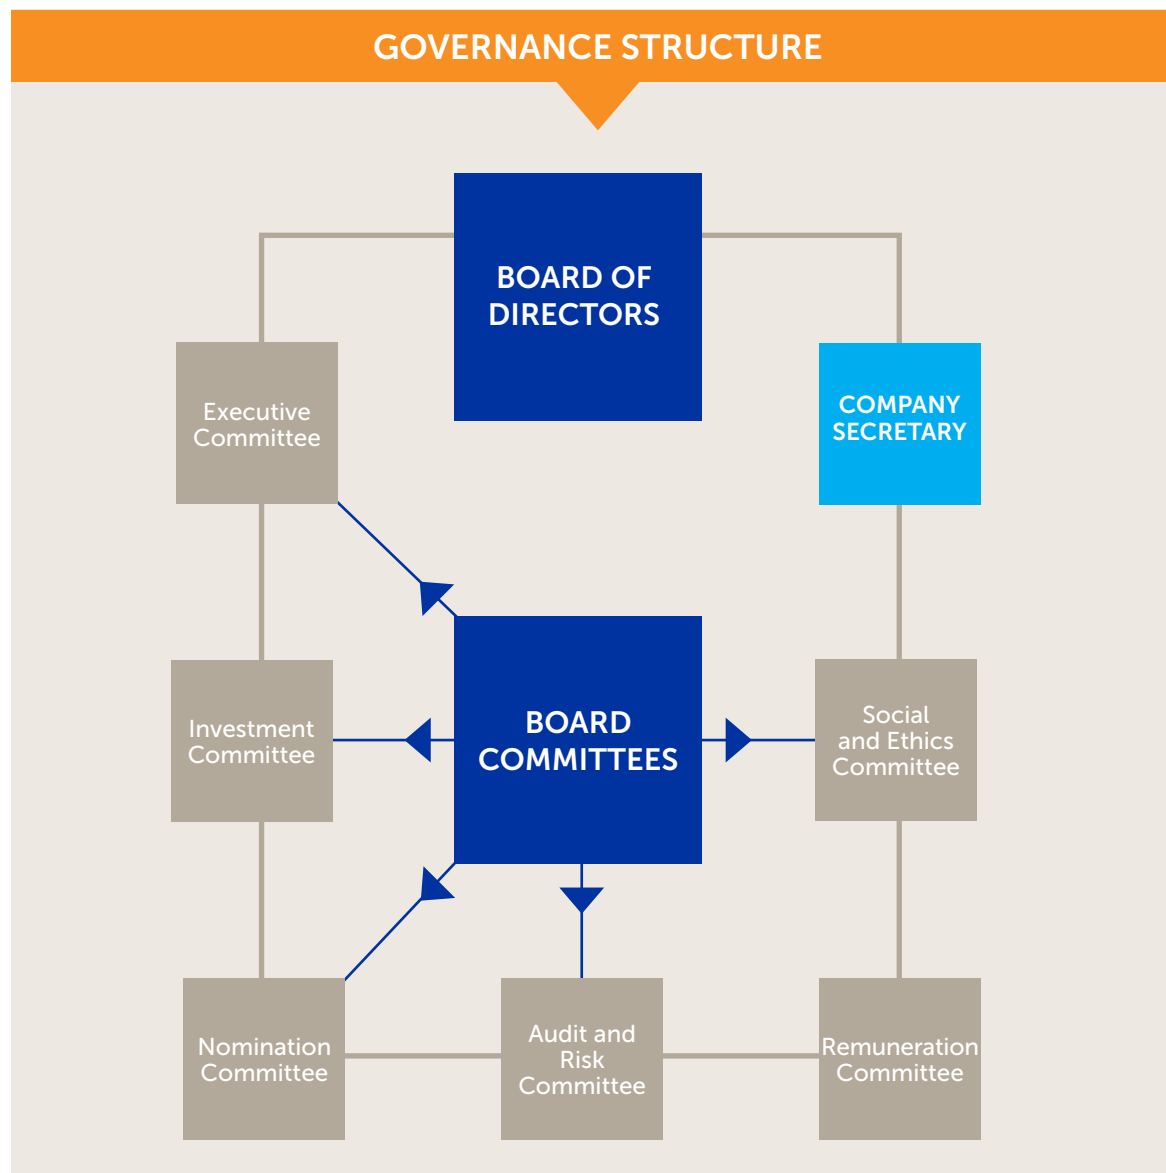 GOVERNANCE STRUCTURE
BOARD OF
DIRECTORS
Executive
Committee
COMPANY
SECRETARY
Investment
Committee
BOARD
COMMITTEES
Social
and Ethics
Committee
Nomination
Committee
Audit and
Risk
Committee
Remuneration
Committee